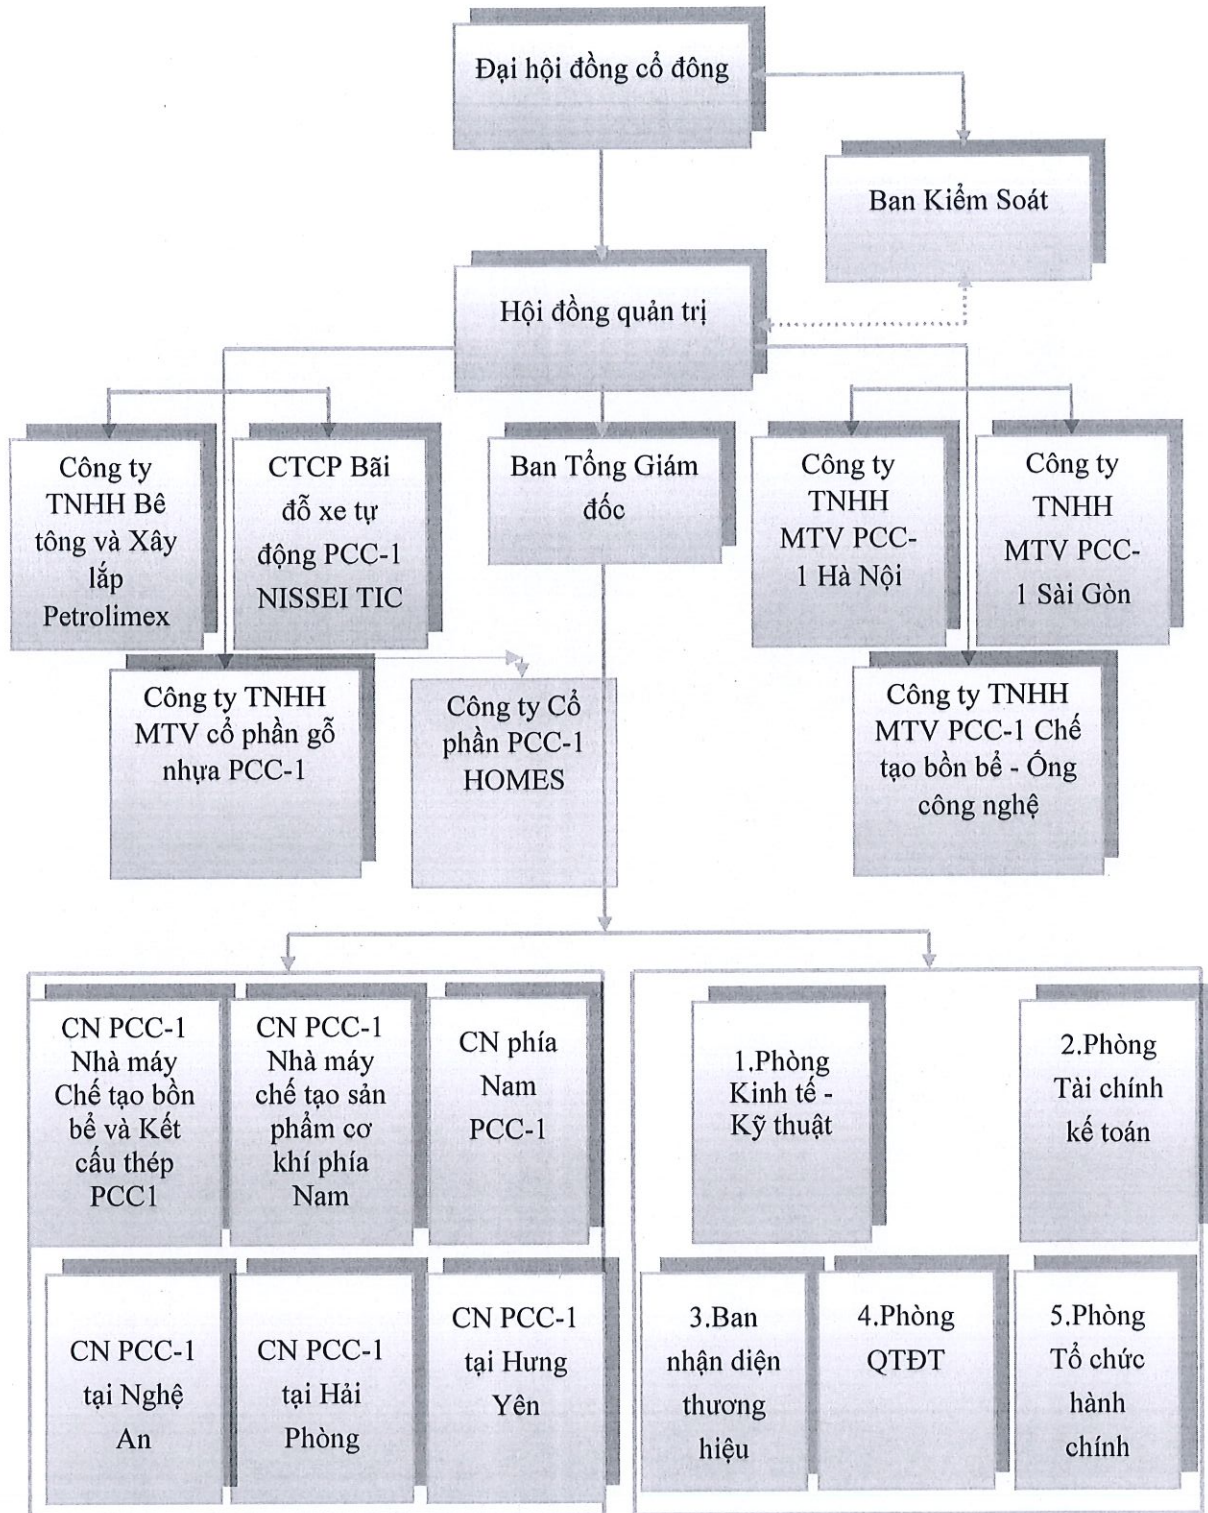 Đại hội đồng cổ đông
Ban Kiểm Soát
Hội đồng quản trị
Công ty
TNHH Bê
tông và Xây
lắp
Petrolimex
CTCP Bãi
đỗ xe tự
động PCC-1
NISSEI TIC
Ban Tổng Giám
đốc
Công ty
TNHH
MTV PCC-
1 Hà Nội
Công ty
TNHH
MTV PCC-
1 Sài Gòn
Công ty TNHH
MTV cổ phần gỗ
nhựa PCC-1
Công ty Cổ
phần PCC-1
HOMES
Công ty TNHH
MTV PCC-1 Chế
tạo bồn bể - Ống
công nghệ
CN PCC-1
Nhà máy
Chế tạo bồn
bể và Kết
cấu thép
PCC1
CN PCC-1
Nhà máy
chế tạo sản
phẩm cơ
khí phía
Nam
CN phía
Nam
PCC-1
1.Phòng
Kinh tế -
Kỹ thuật
2.Phòng
Tài chính
kế toán
CN PCC-1
tại Nghệ
An
CN PCC-1
tại Hải
Phòng
CN PCC-1
tại Hưng
Yên
3.Ban
nhận diện
thương
hiệu
4.Phòng
QTĐT
5.Phòng
Tổ chức
hành
chính